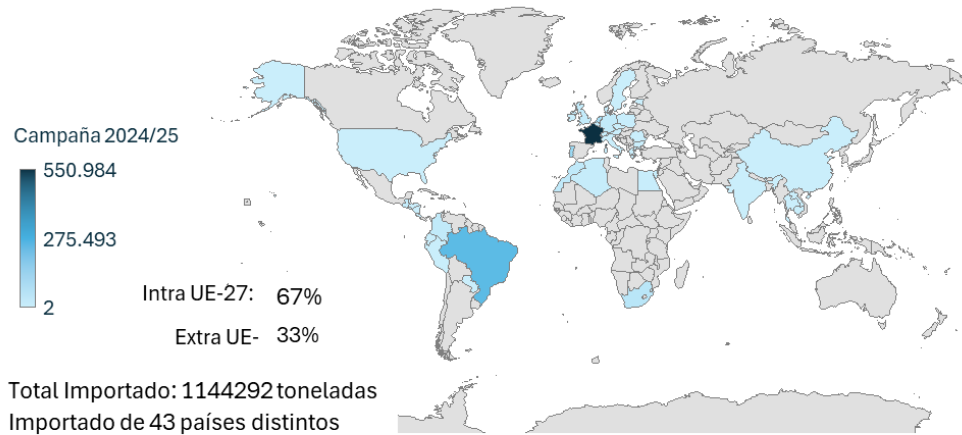 Campaña 2024/25
550.984
275.493
2
Intra UE-27: 67%
Extra UE- 33%
Total Importado: 1144292 toneladas
Importado de 43 países distintos